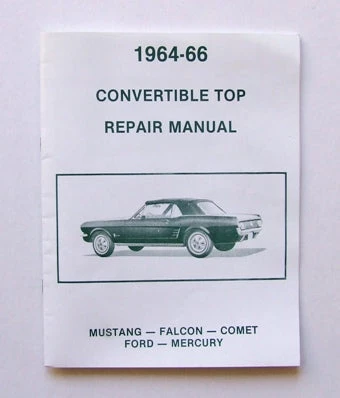 1964-66
CONVERTIBLE TOP
REPAIR MANUAL
MUSTANG — FALCON — COMET
FORD — MERCURY